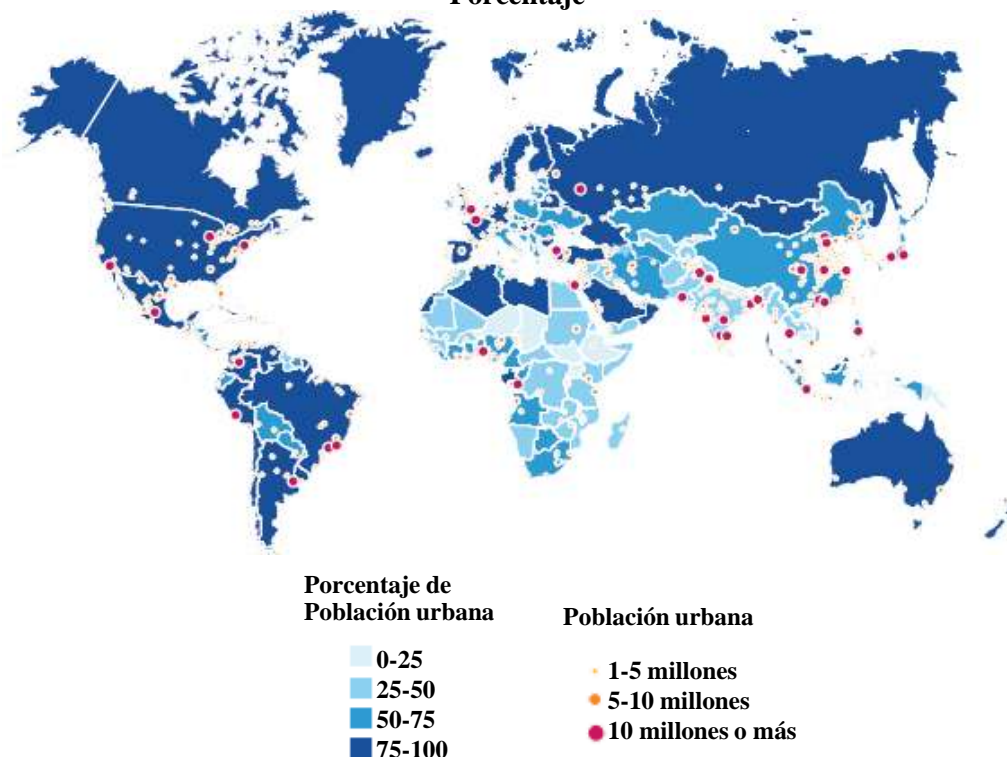 Porcentaje
Porcentaje de
Población urbana
0-25
25-50
50-75
75-100
Población urbana
1-5 millones
5-10 millones
10 millones o más